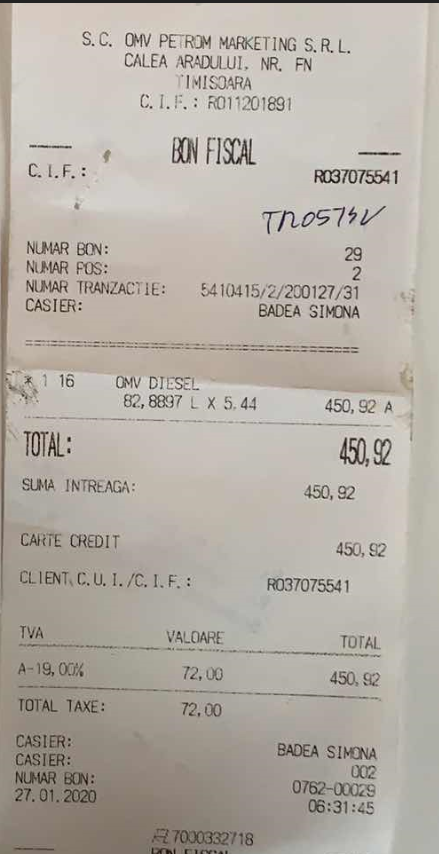 S.C. OMV PETROM MARKETING S.R.L.
CALEA ARADULUI, NR. FN
TIMISOARA
C.I.F.: RO11201891
BON FISCAL
C.I.F.: RO37075541
NUMAR BON: 29
NUMAR POS: 2
NUMAR TRANZACTIE: 5410415/2/200127/31
CASIER: BADEA SIMONA
* 1 16 OMV DIESEL
82,8897 L X 5.44 450,92 A
TOTAL: 450,92
SUMA INTREAGA: 450,92
CARTE CREDIT 450,92
CLIENT C.U.I./C.I.F.: RO37075541
TVA VALOARE TOTAL
A-19,00% 72,00 450,92
TOTAL TAXE: 72,00
CASIER: BADEA SIMONA
CASIER: 002
NUMAR BON: 0762-00029
27.01.2020 06:31:45
7000332718
BON FISCAL